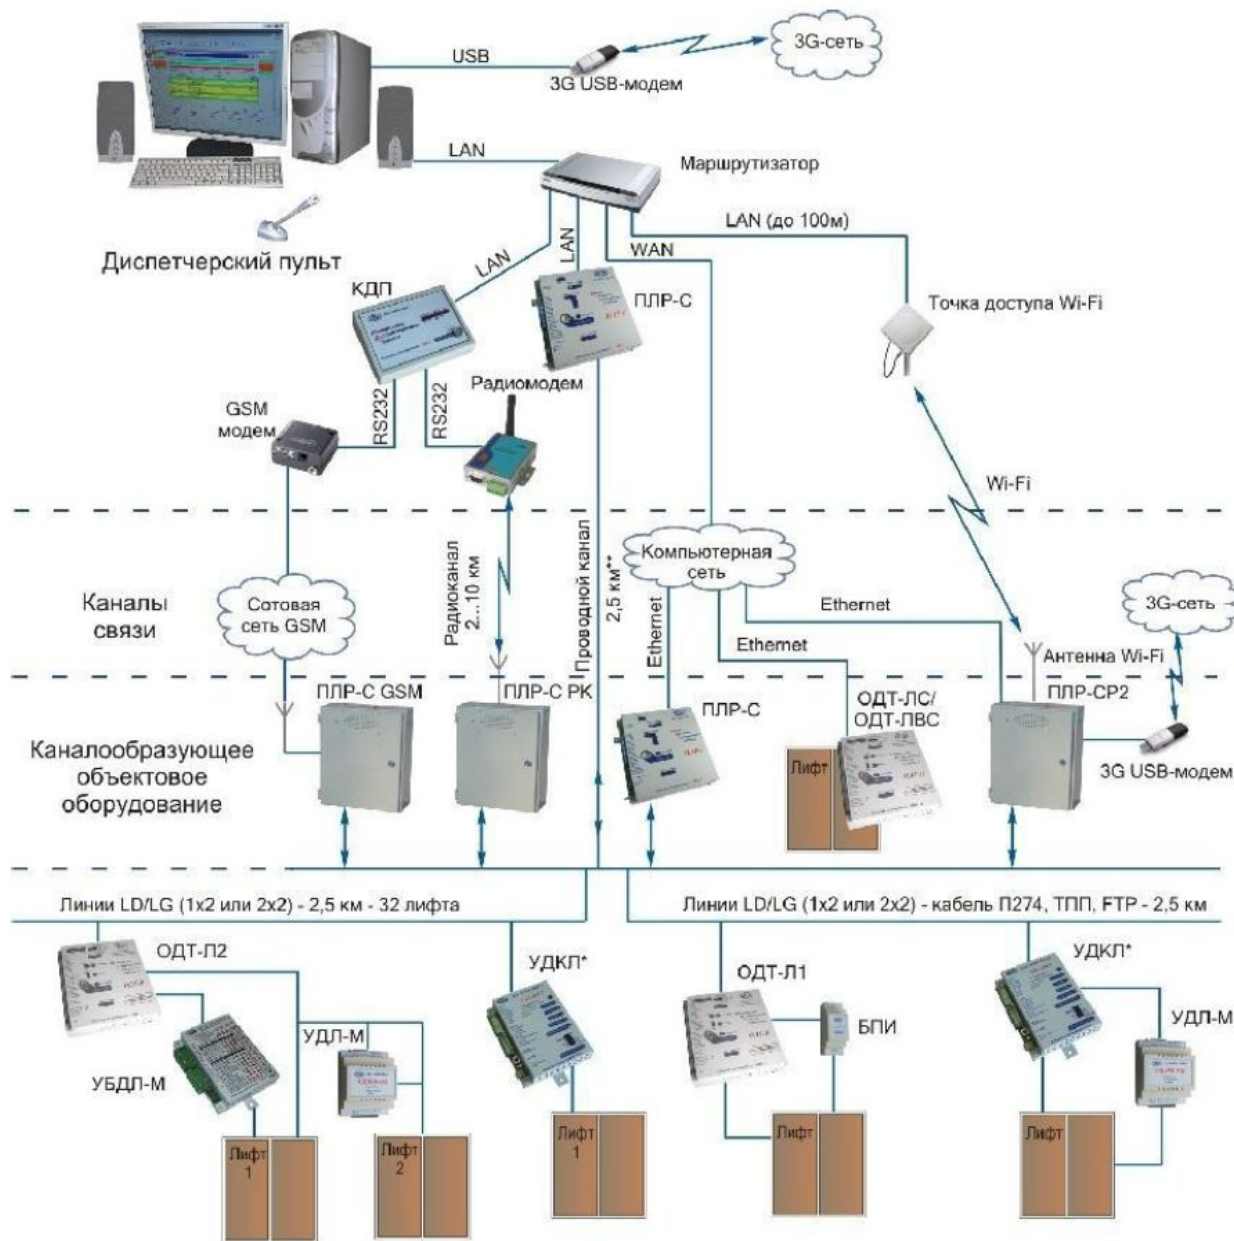 USB
3G USB-модем
3G-сеть
LAN
Маршрутизатор
LAN (до 100м)
Диспетчерский пульт
LAN
LAN
WAN
КДП
ПЛР-С
Точка доступа Wi-Fi
GSM
модем
RS232
RS232
Радиомодем
Wi-Fi
Каналы
связи
Сотовая
сеть GSM
Радиоканал
2...10 км
Проводной канал
2,5 км**
Компьютерная
сеть
Ethernet
Ethernet
Ethernet
3G-сеть
Антенна Wi-Fi
Каналообразующее
объектовое
оборудование
ПЛР-С GSM
ПЛР-С РК
ПЛР-С
ОДТ-ЛС/
ОДТ-ЛВС
Лифт
ПЛР-СР2
3G USB-модем
Линии LD/LG (1x2 или 2x2) - 2,5 км - 32 лифта
Линии LD/LG (1x2 или 2x2) - кабель П274, ТПП, FTP - 2,5 км
ОДТ-Л2
УБДЛ-М
УДЛ-М
УДКЛ*
ОДТ-Л1
БПИ
УДКЛ*
УДЛ-М
Лифт
1
Лифт
2
Лифт
1
Лифт
Лифт